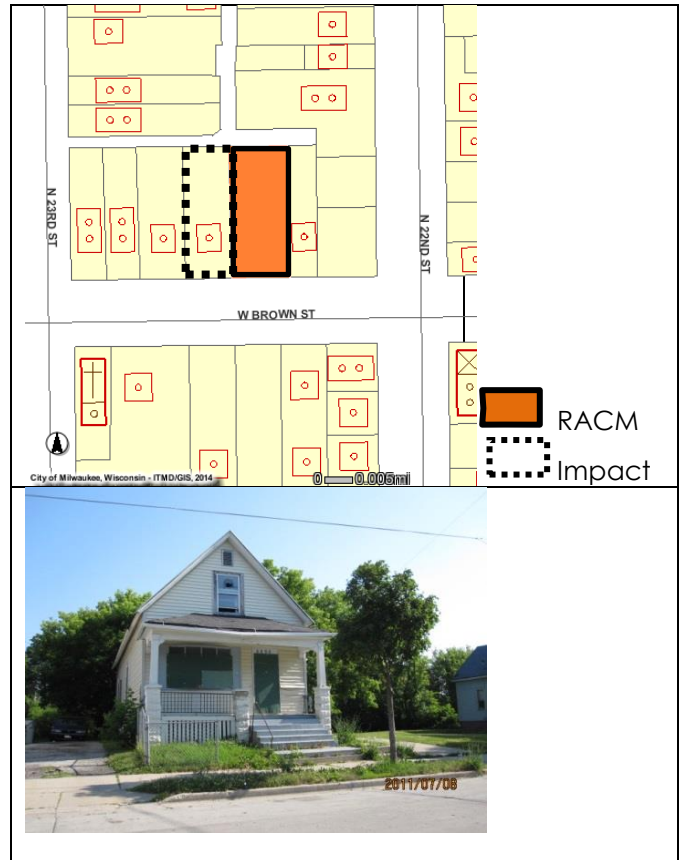 N 23RD ST
N 22ND ST
W BROWN ST
City of Milwaukee, Wisconsin - ITMD/GIS, 2014
0 0.005mi
RACM
Impact
2011/07/08